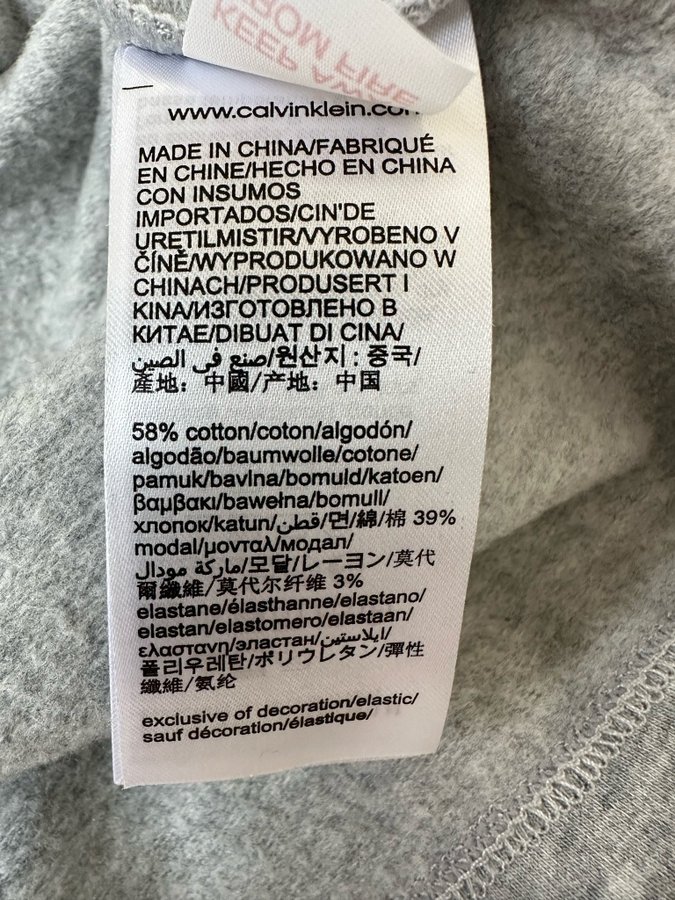 KEEP AW
FROM FIRE
www.calvinklein.com
MADE IN CHINA/FABRIQUÉ
EN CHINE/HECHO EN CHINA
CON INSUMOS
IMPORTADOS/CIN'DE
URETILMISTIR/VYROBENO V
ČÍNĚ/WYPRODUKOWANO W
CHINACH/PRODUSERT I
KINA/ИЗГОТОВЛЕНО В
КИТАЕ/DIBUAT DI CINA/
صنع في الصين/원산지 : 중국/
產地：中國/产地：中国
58% cotton/coton/algodón/
algodão/baumwolle/cotone/
pamuk/bavlna/bomuld/katoen/
βαμβακι/bawełna/bomull/
хлопок/katun/قطن/면/綿/棉 39%
modal/μονταλ/модал/
ماركة مودال/모달/レーヨン/莫代
爾纖維/莫代尔纤维 3%
elastane/élasthanne/elastano/
elastan/elastomero/elastaan/
ελαστανη/эластан/ايلاستين/
폴리우레탄/ポリウレタン/彈性
纖維/氨纶
exclusive of decoration/elastic/
sauf décoration/élastique/